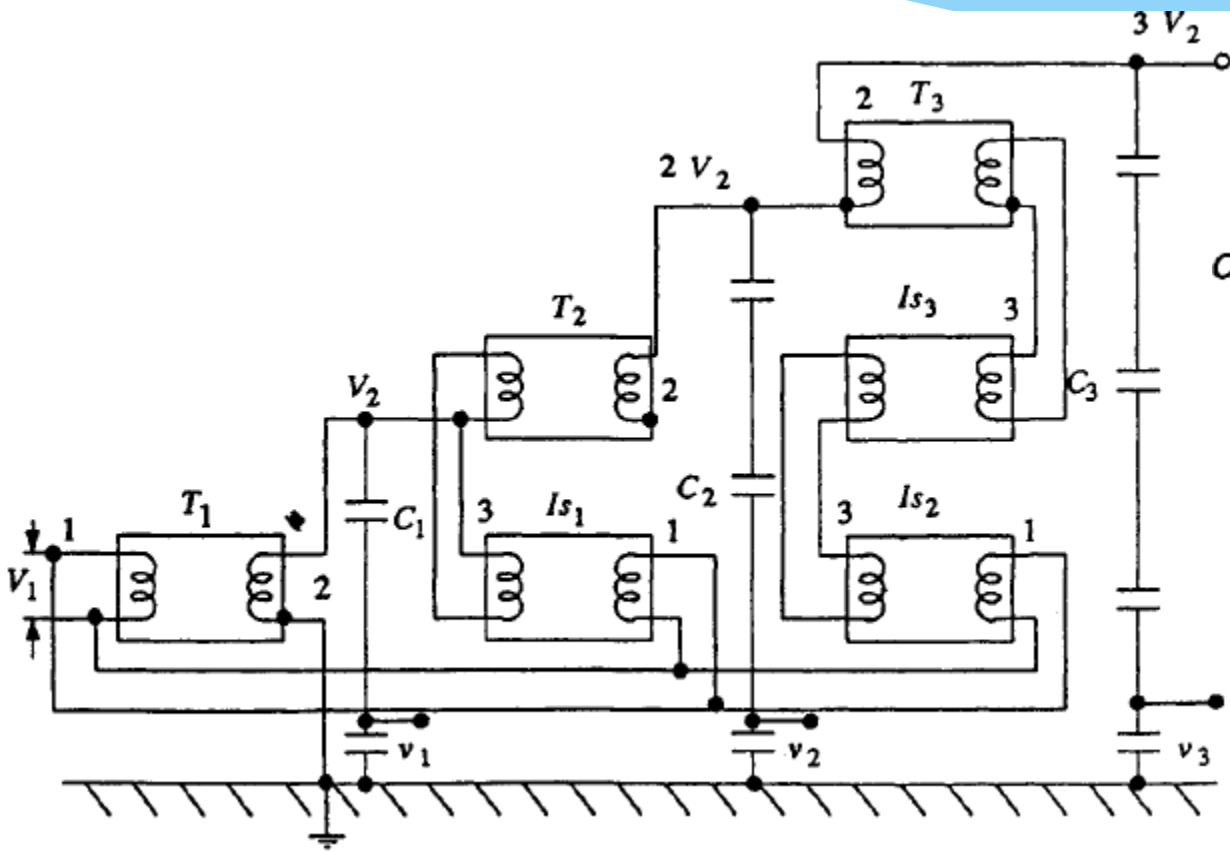 3 V₂
2 T₃
2 V₂
C
Is₃ 3
T₂
V₂ 2 C₃
C₂
T₁ C₁ 3 Is₁ 1 3 Is₂ 1
1
V₁ 2
v₁ v₂ v₃